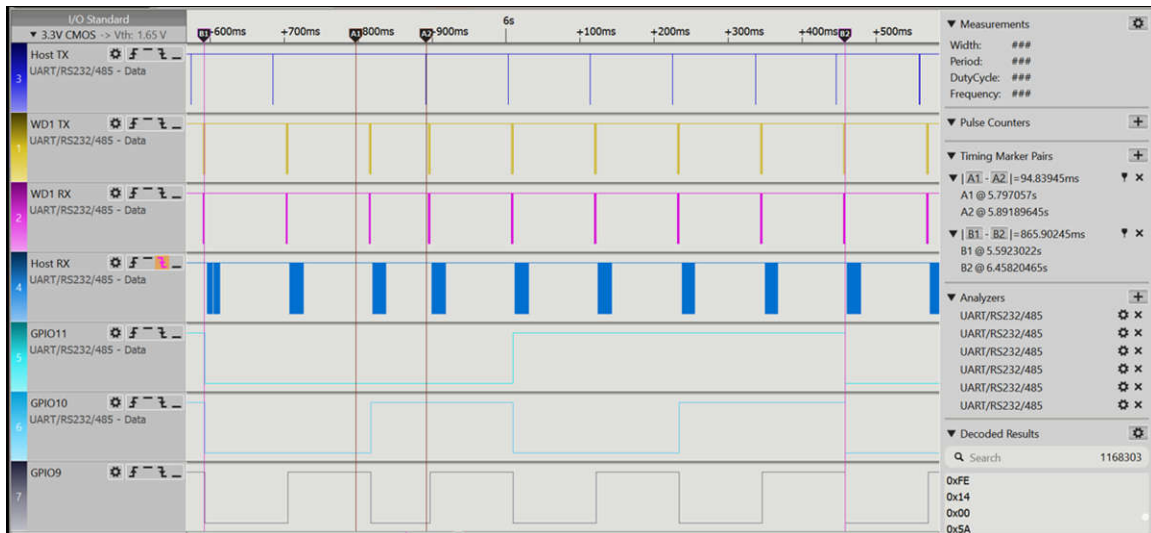 I/O Standard
▼ 3.3V CMOS -> Vth: 1.65 V
6s
+600ms +700ms +800ms +900ms +100ms +200ms +300ms +400ms +500ms
B1 A1 A2 B2
3 Host TX
UART/RS232/485 - Data
1 WD1 TX
UART/RS232/485 - Data
2 WD1 RX
UART/RS232/485 - Data
4 Host RX
UART/RS232/485 - Data
5 GPIO11
UART/RS232/485 - Data
6 GPIO10
UART/RS232/485 - Data
7 GPIO9
▼ Measurements
Width: ###
Period: ###
DutyCycle: ###
Frequency: ###
▼ Pulse Counters +
▼ Timing Marker Pairs +
▼ | A1 - A2 |=94.83945ms
A1 @ 5.797057s
A2 @ 5.89189645s
▼ | B1 - B2 |=865.90245ms
B1 @ 5.5923022s
B2 @ 6.45820465s
▼ Analyzers +
UART/RS232/485
UART/RS232/485
UART/RS232/485
UART/RS232/485
UART/RS232/485
UART/RS232/485
▼ Decoded Results
Search 1168303
0xFE
0x14
0x00
0x5A